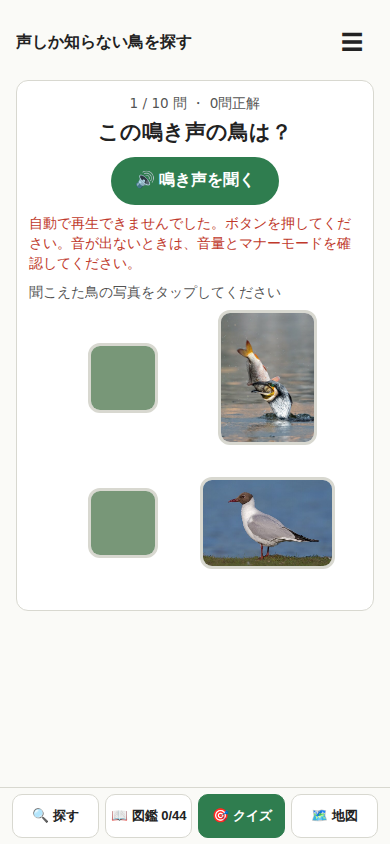 声しか知らない鳥を探す
☰
1 / 10 問 ・ 0問正解
この鳴き声の鳥は？
🔊 鳴き声を聞く
自動で再生できませんでした。ボタンを押してくだ
さい。音が出ないときは、音量とマナーモードを確
認してください。
聞こえた鳥の写真をタップしてください
🔍 探す
📖 図鑑 0/44
🎯 クイズ
🗺️ 地図